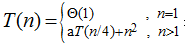 T(n) = { Θ(1) , n=1
aT(n/4)+n² , n>1